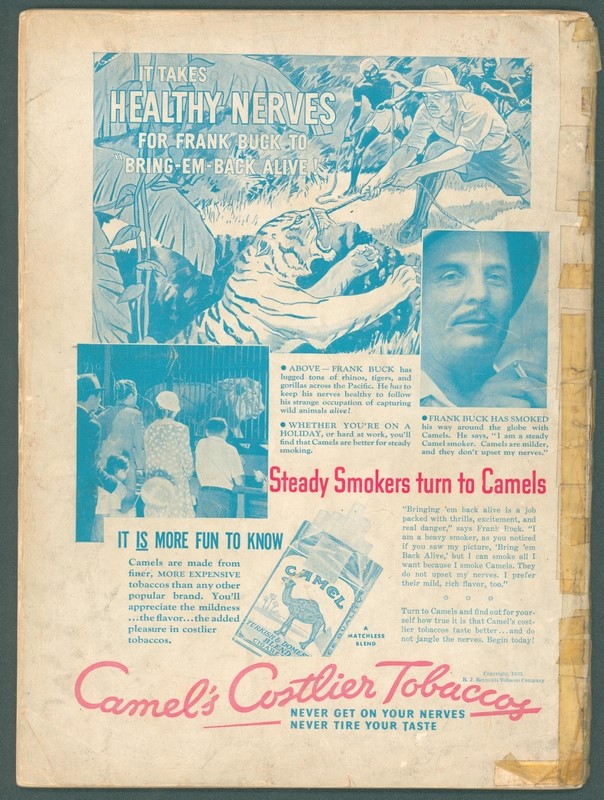 IT TAKES
HEALTHY NERVES
FOR FRANK BUCK TO
"BRING-EM-BACK ALIVE!"
● ABOVE — FRANK BUCK has
lugged tons of rhinos, tigers, and
gorillas across the Pacific. He has to
keep his nerves healthy to follow
his strange occupation of capturing
wild animals alive!
● WHETHER YOU'RE ON A
HOLIDAY, or hard at work, you'll
find that Camels are better for steady
smoking.
● FRANK BUCK HAS SMOKED
his way around the globe with
Camels. He says, "I am a steady
Camel smoker. Camels are milder,
and they don't upset my nerves."
Steady Smokers turn to Camels
IT IS MORE FUN TO KNOW
Camels are made from
finer, MORE EXPENSIVE
tobaccos than any other
popular brand. You'll
appreciate the mildness
...the flavor...the added
pleasure in costlier
tobaccos.
CAMEL
TURKISH & DOMESTIC
BLEND
CIGARETTES
A
MATCHLESS
BLEND
"Bringing 'em back alive is a job
packed with thrills, excitement, and
real danger," says Frank Buck. "I
am a heavy smoker, as you noticed
if you saw my picture, 'Bring 'em
Back Alive,' but I can smoke all I
want because I smoke Camels. They
do not upset my nerves. I prefer
their mild, rich flavor, too."
Turn to Camels and find out for your-
self how true it is that Camel's cost-
lier tobaccos taste better...and do
not jangle the nerves. Begin today!
Copyright, 1933,
R. J. Reynolds Tobacco Company
Camel's Costlier Tobaccos
NEVER GET ON YOUR NERVES
NEVER TIRE YOUR TASTE